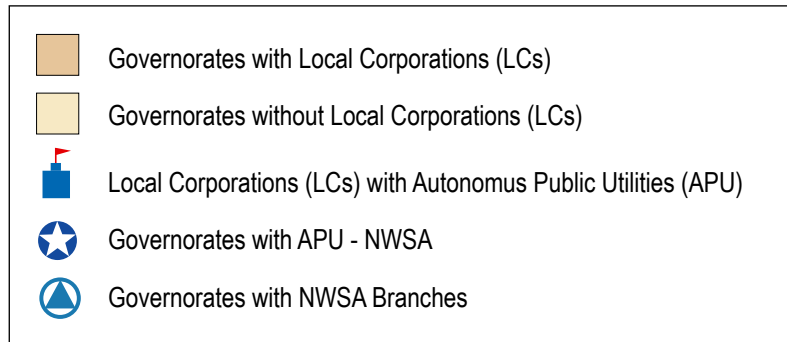 Governorates with Local Corporations (LCs)
Governorates without Local Corporations (LCs)
Local Corporations (LCs) with Autonomus Public Utilities (APU)
Governorates with APU - NWSA
Governorates with NWSA Branches